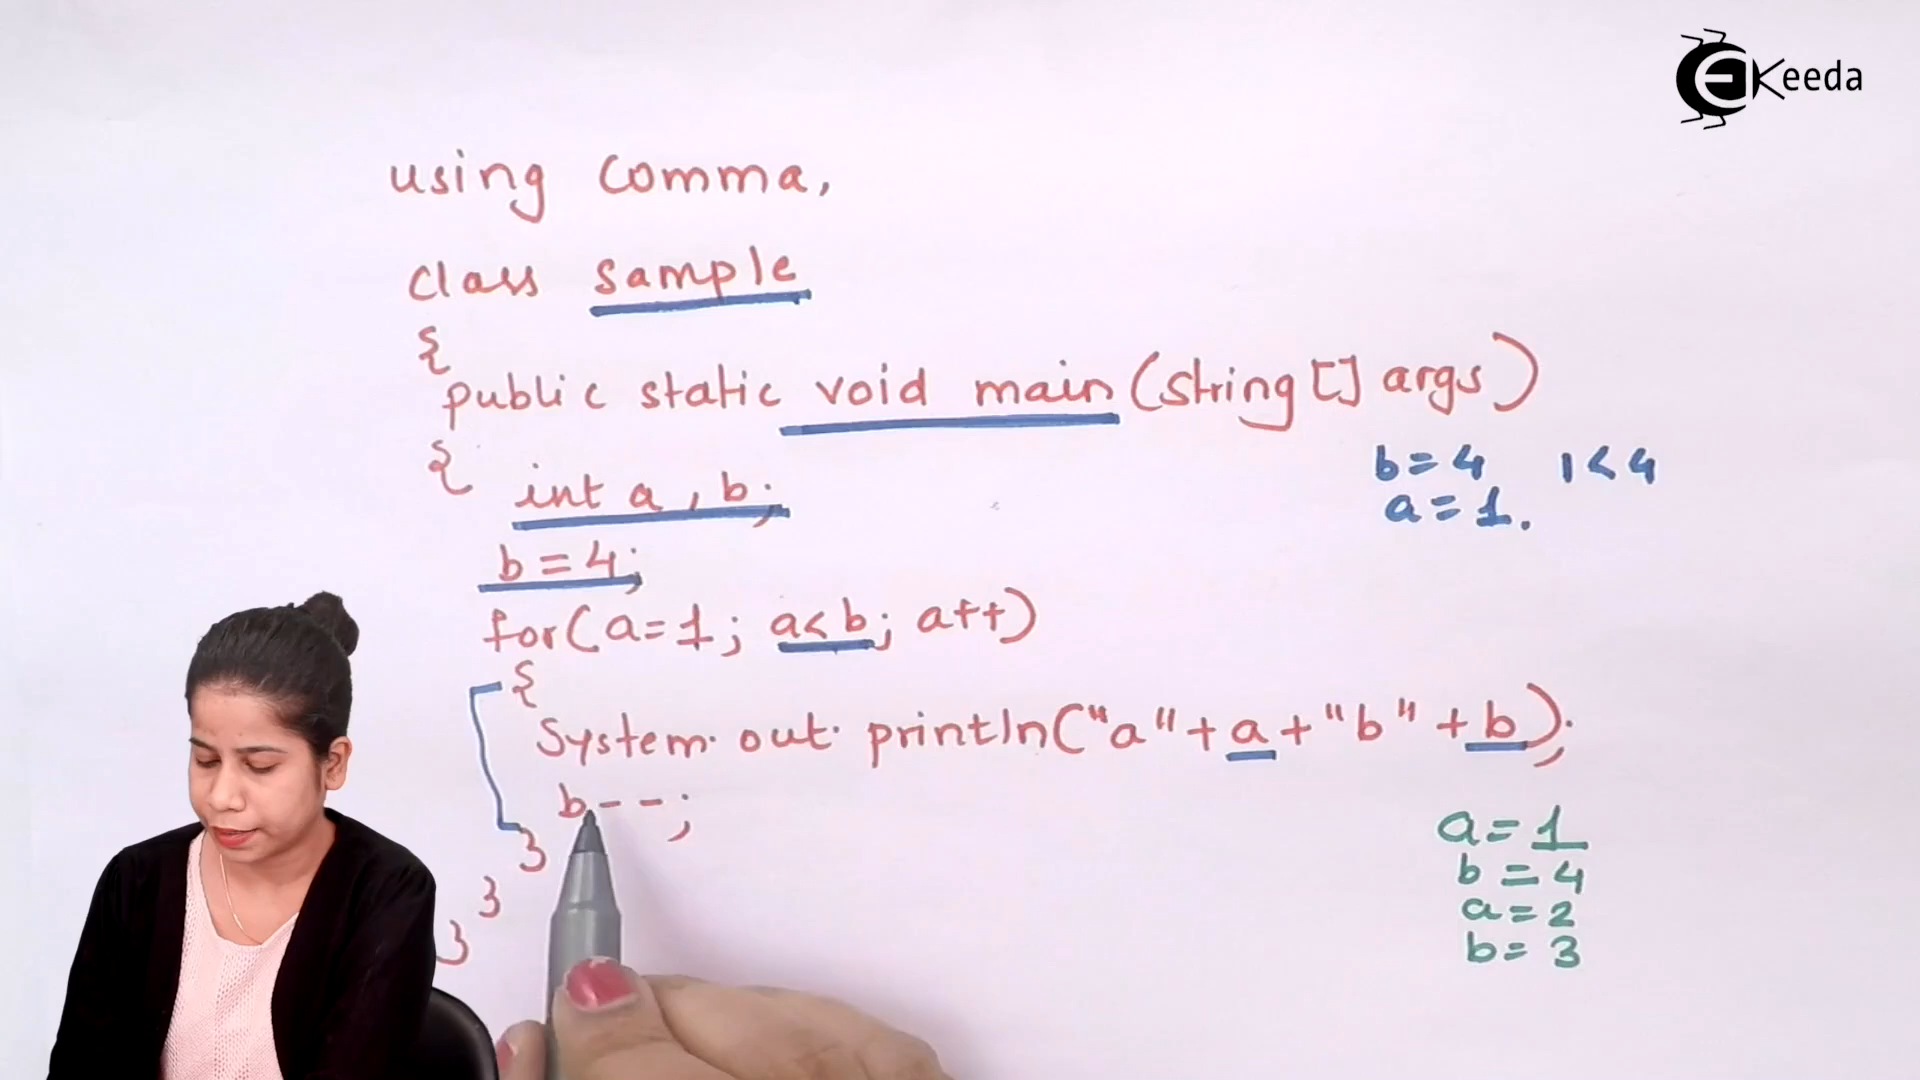 Keeda
using comma,
class sample
{
public static void main (string [] args)
{ int a , b;
b = 4 1 < 4
a = 1.
b = 4;
for( a = 1; a < b; a++)
{
System. out. println("a" + a + "b" + b);
b--;
}
}
}
a = 1
b = 4
a = 2
b = 3